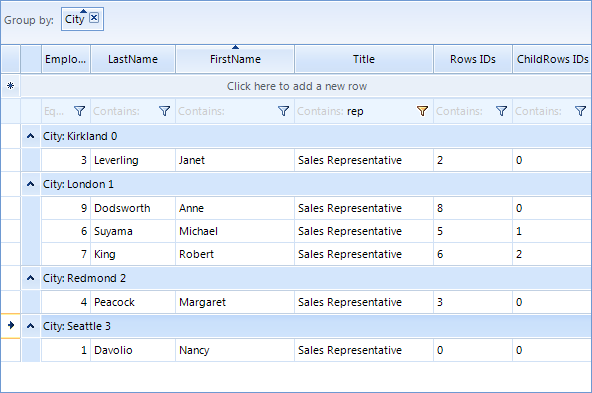 Group by: City
Emplo... LastName FirstName Title Rows IDs ChildRows IDs
Click here to add a new row
Eq... Contains: Contains: Contains: rep Contains: Contains:
City: Kirkland 0
3 Leverling Janet Sales Representative 2 0
City: London 1
9 Dodsworth Anne Sales Representative 8 0
6 Suyama Michael Sales Representative 5 1
7 King Robert Sales Representative 6 2
City: Redmond 2
4 Peacock Margaret Sales Representative 3 0
City: Seattle 3
1 Davolio Nancy Sales Representative 0 0